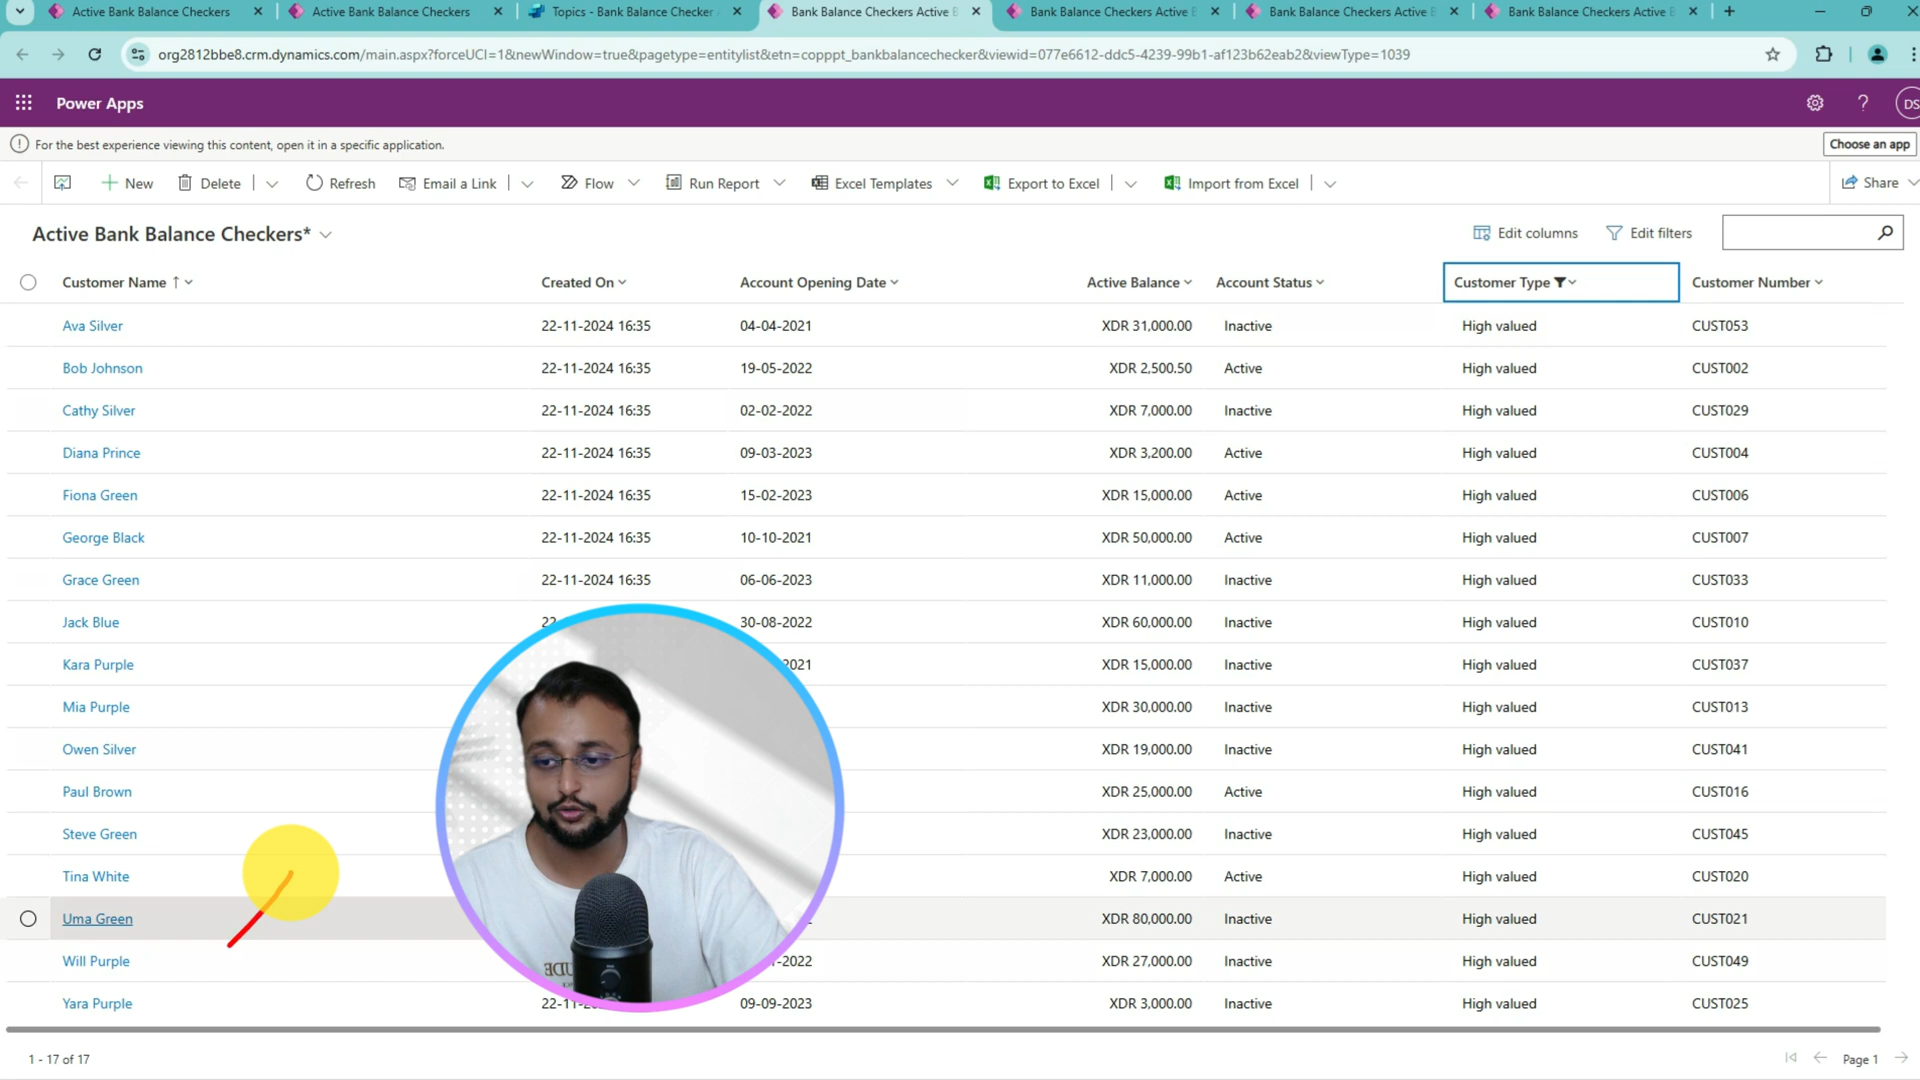 Active Bank Balance Checkers
Active Bank Balance Checkers
Topics - Bank Balance Checker
Bank Balance Checkers Active B
Bank Balance Checkers Active B
Bank Balance Checkers Active B
Bank Balance Checkers Active B
org2812bbe8.crm.dynamics.com/main.aspx?forceUCI=1&newWindow=true&pagetype=entitylist&etn=copppt_bankbalancechecker&viewid=077e6612-ddc5-4239-99b1-af123b62eab2&viewType=1039
Power Apps
DS
For the best experience viewing this content, open it in a specific application.
Choose an app
New Delete Refresh Email a Link Flow Run Report Excel Templates Export to Excel Import from Excel Share
Active Bank Balance Checkers*
Edit columns Edit filters
Customer Name Created On Account Opening Date Active Balance Account Status Customer Type Customer Number
Ava Silver 22-11-2024 16:35 04-04-2021 XDR 31,000.00 Inactive High valued CUST053
Bob Johnson 22-11-2024 16:35 19-05-2022 XDR 2,500.50 Active High valued CUST002
Cathy Silver 22-11-2024 16:35 02-02-2022 XDR 7,000.00 Inactive High valued CUST029
Diana Prince 22-11-2024 16:35 09-03-2023 XDR 3,200.00 Active High valued CUST004
Fiona Green 22-11-2024 16:35 15-02-2023 XDR 15,000.00 Active High valued CUST006
George Black 22-11-2024 16:35 10-10-2021 XDR 50,000.00 Active High valued CUST007
Grace Green 22-11-2024 16:35 06-06-2023 XDR 11,000.00 Inactive High valued CUST033
Jack Blue 22- 30-08-2022 XDR 60,000.00 Inactive High valued CUST010
Kara Purple 2021 XDR 15,000.00 Inactive High valued CUST037
Mia Purple XDR 30,000.00 Inactive High valued CUST013
Owen Silver XDR 19,000.00 Inactive High valued CUST041
Paul Brown XDR 25,000.00 Active High valued CUST016
Steve Green XDR 23,000.00 Inactive High valued CUST045
Tina White XDR 7,000.00 Active High valued CUST020
Uma Green XDR 80,000.00 Inactive High valued CUST021
Will Purple -2022 XDR 27,000.00 Inactive High valued CUST049
Yara Purple 22-11- 09-09-2023 XDR 3,000.00 Inactive High valued CUST025
1 - 17 of 17
Page 1